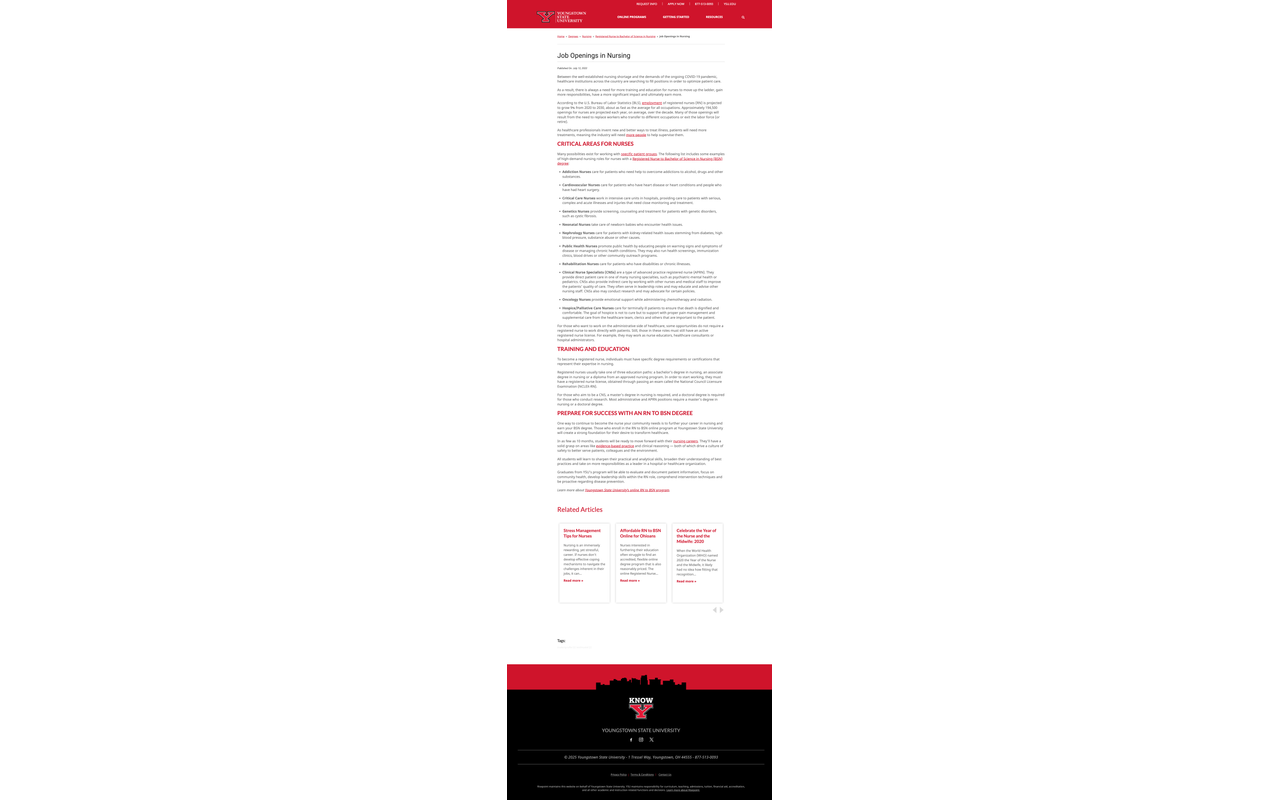 REQUEST INFO | APPLY NOW | 877-513-0053 | YSU.EDU
YOUNGSTOWN
STATE
UNIVERSITY
ONLINE PROGRAMS GETTING STARTED RESOURCES
Job Openings in Nursing
Between the well-established nursing shortage and the demands of the ongoing COVID-19 pandemic,
healthcare institutions across the country are searching to fill positions in order to optimize patient care.
As a result, there is always a need for more training and education for nurses to move up the ladder, gain
more responsibilities, have a more significant impact and ultimately earn more.
According to the U.S. Bureau of Labor Statistics (BLS), employment of registered nurses (RN) is projected
to grow 9% from 2020 to 2030, about as fast as the average for all occupations. Approximately 194,500
openings for nurses are projected each year, on average, over the decade. Many of those openings will
result from the need to replace workers who transfer to different occupations or exit the labor force (or
retire).
As healthcare professionals invent new and better ways to treat illness, patients will need more
treatments, meaning the industry will need more people to help supervise them.
CRITICAL AREAS FOR NURSES
Many possibilities exist for working with specific patient groups. The following list includes some examples
of high-demand nursing roles for nurses with a Registered Nurse to Bachelor of Science in Nursing (BSN)
degree:
• Addiction Nurses care for patients who need help to overcome addictions to alcohol, drugs and other
substances.
• Cardiovascular Nurses care for patients who have heart disease or heart conditions and people who
have had heart surgery.
• Critical Care Nurses work in intensive care units in hospitals, providing care to patients with serious,
complex and acute illnesses and injuries that need close monitoring and treatment.
• Genetics Nurses provide screening, counseling and treatment for patients with genetic disorders,
such as cystic fibrosis.
• Neonatal Nurses take care of newborn babies who encounter health issues.
• Nephrology Nurses care for patients with kidney-related health issues stemming from diabetes, high
blood pressure, substance abuse or other causes.
• Public Health Nurses promote public health by educating people on warning signs and symptoms of
disease or managing chronic health conditions. They may also run health screenings, immunization
clinics, blood drives or other community outreach programs.
• Rehabilitation Nurses care for patients who have disabilities or chronic illnesses.
• Clinical Nurse Specialists (CNSs) are a type of advanced practice registered nurse (APRN). They
provide direct patient care in one of many nursing specialties, such as psychiatric mental health or
pediatrics. CNSs also provide indirect care by working with other nurses and medical staff to improve
the patients' quality of care. They often serve in leadership roles and may educate and advise other
nursing staff. CNSs also may conduct research and may advocate for certain policies.
• Oncology Nurses provide emotional support while administering chemotherapy and radiation.
• Hospice/Palliative Care Nurses care for terminally ill patients to ensure that death is dignified and
comfortable. The goal of hospice is not to cure but to support with proper pain management and
supplemental care from the healthcare team, clerics and others that are important to the patient.
For those who want to work on the administrative side of healthcare, some opportunities do not require a
registered nurse to work directly with patients. Still, those in these roles must still have an active
registered nurse license. For example, they may work as nurse educators, healthcare consultants or
hospital administrators.
TRAINING AND EDUCATION
To become a registered nurse, individuals must have specific degree requirements or certifications that
represent their expertise in nursing.
Registered nurses usually take one of three education paths: a bachelor's degree in nursing, an associate
degree in nursing or a diploma from an approved nursing program. In order to start working, they must
have a registered nurse license, obtained through passing an exam called the National Council Licensure
Examination (NCLEX-RN).
For those who aim to be a CNS, a master's degree in nursing is required, and a doctoral degree is required
for those who conduct research. Most administrative and APRN positions require a master's degree in
nursing or a doctoral degree.
PREPARE FOR SUCCESS WITH AN RN TO BSN DEGREE
One way to continue to become the nurse your community needs is to further your career in nursing and
earn your BSN degree. Those who enroll in the RN to BSN online program at Youngstown State University
will create a strong foundation for their desire to transform healthcare.
In as few as 10 months, students will be ready to move forward with their nursing careers. They'll have a
solid group on areas like evidence-based practice and clinical reasoning — both of which drive a culture of
safety to better serve patients, colleagues and the environment.
All students will learn to sharpen their practical and analytical skills, broaden their understanding of best
practices and take on more responsibilities as a leader in a hospital or healthcare organization.
Graduates from YSU's program will be able to evaluate and document patient information, focus on
community health, develop leadership skills within the RN role, comprehend intervention techniques and
be proactive regarding disease prevention.
Learn more about Youngstown State University's online RN to BSN program.
Related Articles
Stress Management
Tips for Nurses
Nursing is an immensely
rewarding, yet stressful,
career. If nurses don't
develop effective coping
mechanisms to navigate the
challenges inherent in their
jobs, it can...
Read more »
Affordable RN to BSN
Online for Ohioans
Nurses interested in
furthering their education
often struggle to find an
accredited, flexible online
degree program that is also
reasonably priced. The
online Registered Nurse...
Read more »
Celebrate the Year of
the Nurse and the
Midwife: 2020
When the World Health
Organization (WHO) named
2020 the Year of the Nurse
and the Midwife, it likely
had no idea how fitting that
recognition...
Read more »
Tags:
KNOW
Y
YOUNGSTOWN STATE UNIVERSITY
© 2025 Youngstown State University · 1 Tressel Way, Youngstown, OH 44555 · 877-513-0053
Privacy Policy Terms & Conditions Contact Us